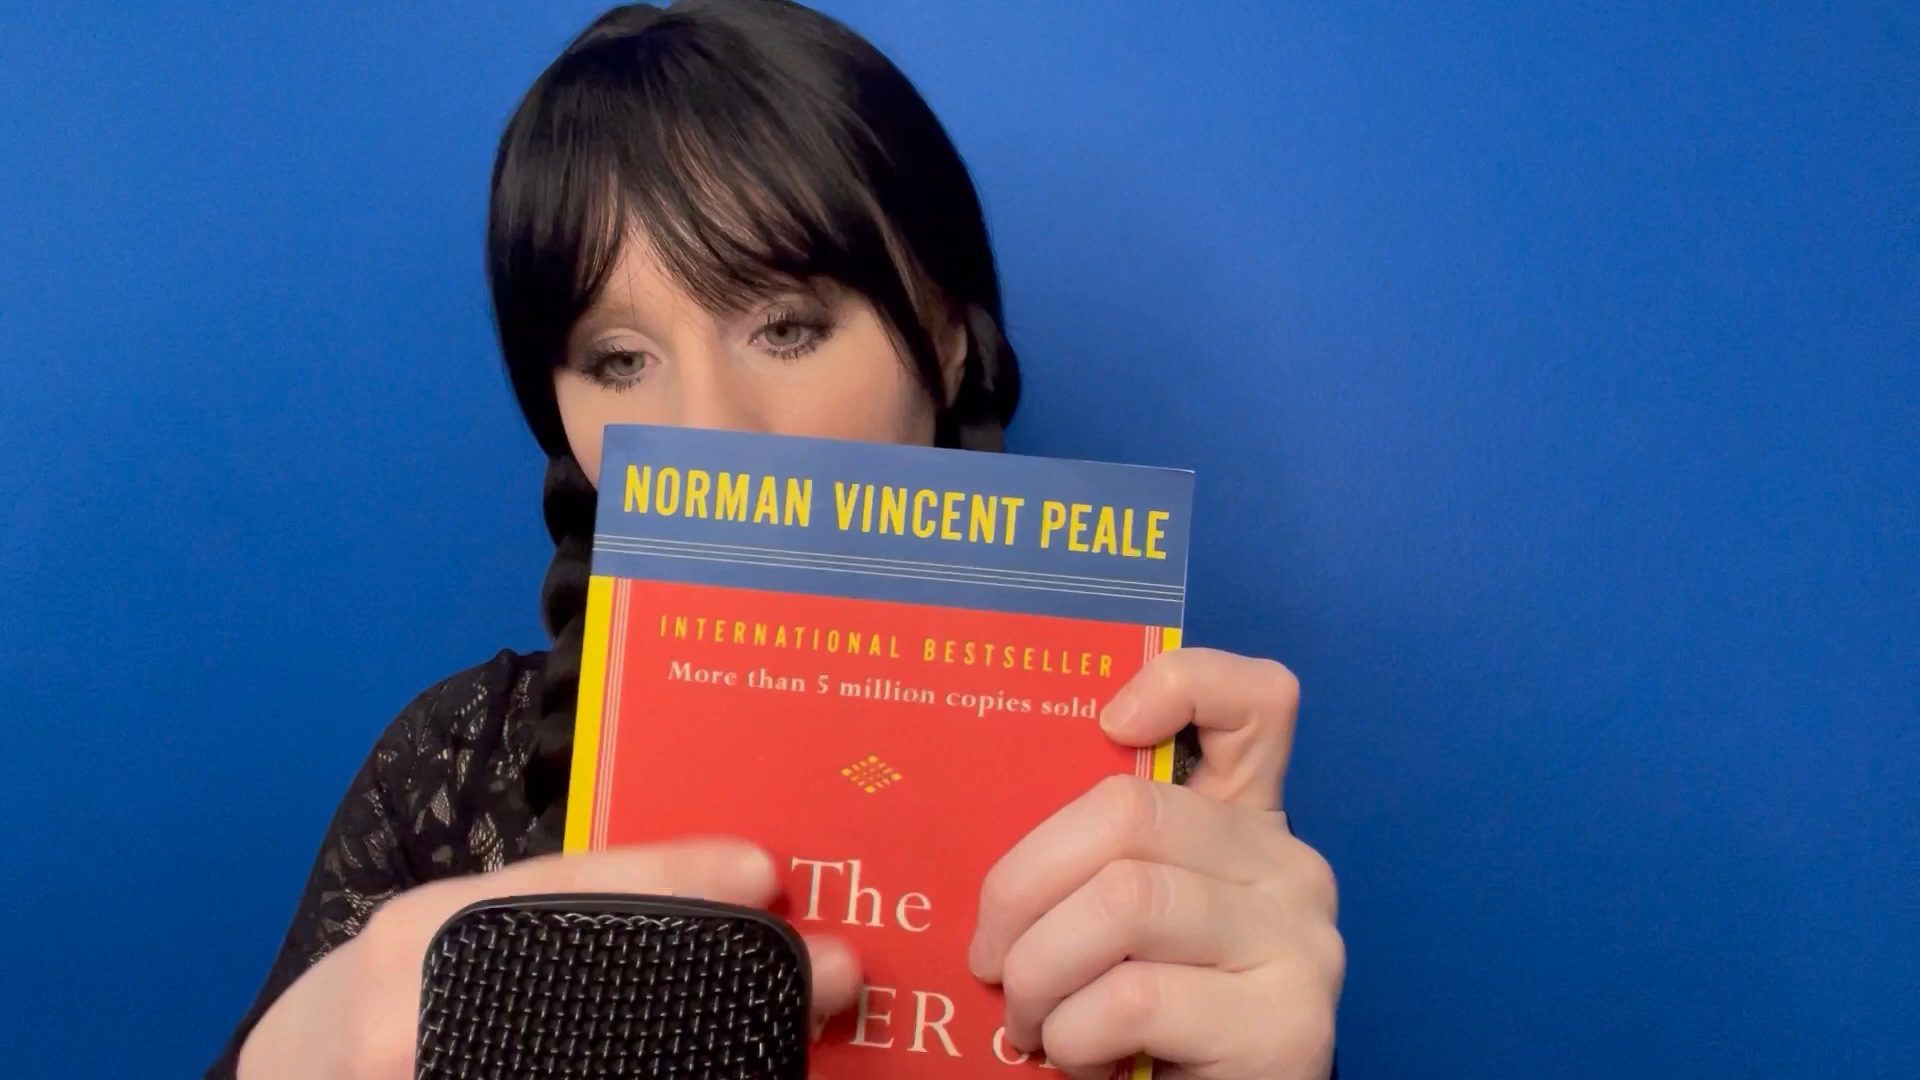 NORMAN VINCENT PEALE
INTERNATIONAL BESTSELLER
More than 5 million copies sold
The